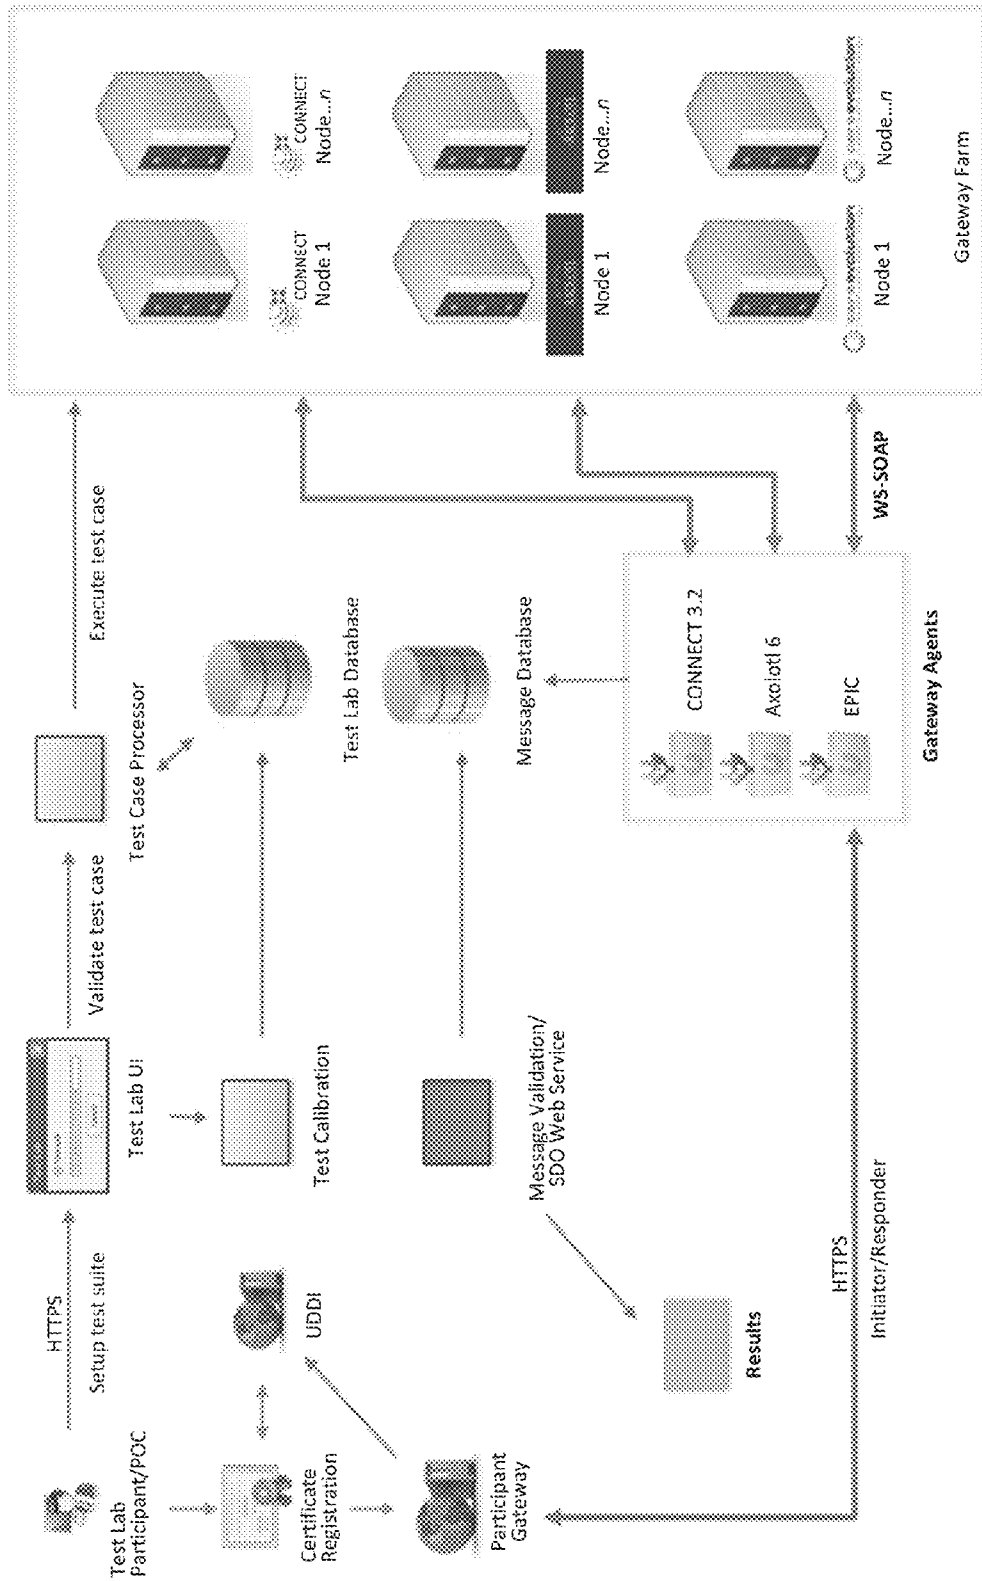 Test Lab
Participant/POC
HTTPS
Setup test suite
Test Lab UI
Validate test case
Test Case Processor
Execute test case
Certificate
Registration
UDDI
Test Calibration
Test Lab Database
Participant
Gateway
Message Validation/
SDO Web Service
Message Database
Results
HTTPS
Initiator/Responder
CONNECT 3.2
Axolotl 6
EPIC
Gateway Agents
WS-SOAP
CONNECT
Node 1
CONNECT
Node...n
Node 1
Node...n
Node 1
Node...n
Gateway Farm